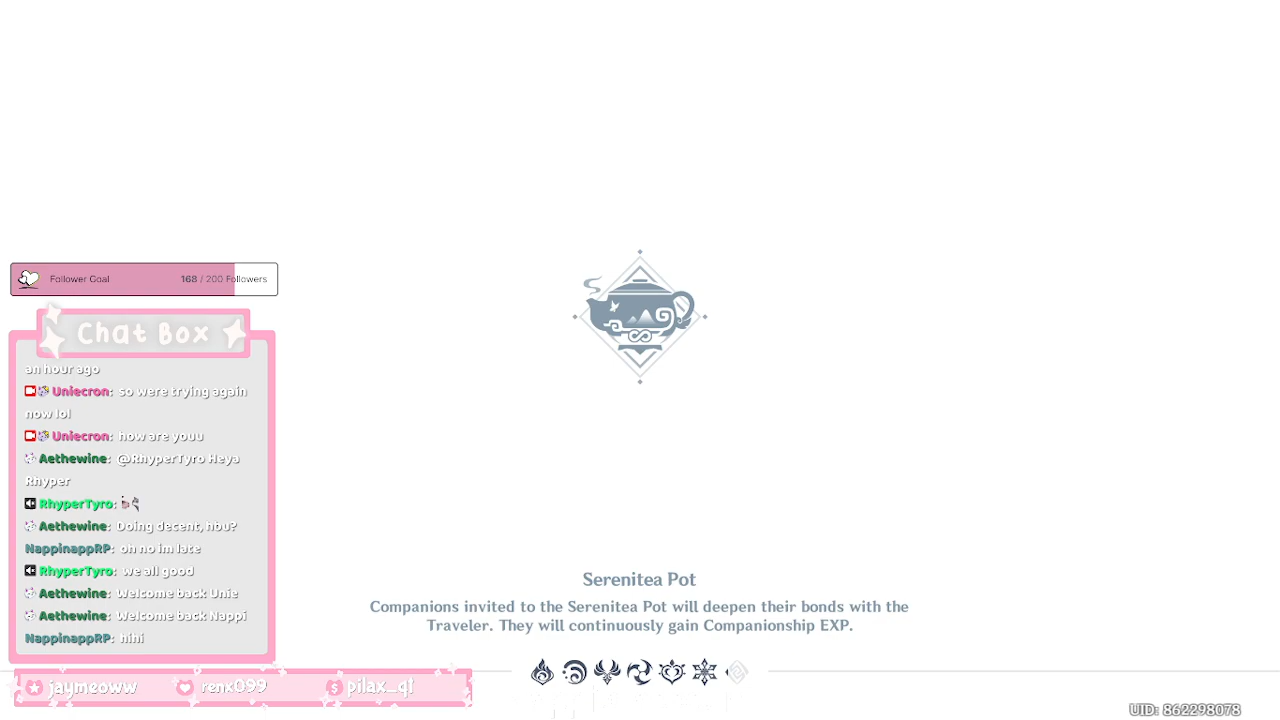 Follower Goal 168 / 200 Followers
Chat Box
an hour ago
Uniecron: so were trying again
now lol
Uniecron: how are youu
Aethewine: @RhyperTyro Heya
Rhyper
RhyperTyro:
Aethewine: Doing decent, hbu?
NappinappRP: oh no im late
RhyperTyro: we all good
Aethewine: Welcome back Unie
Aethewine: Welcome back Nappi
NappinappRP: hihi
jaymeoww renx099 pilax_qt
Serenitea Pot
Companions invited to the Serenitea Pot will deepen their bonds with the
Traveler. They will continuously gain Companionship EXP.
UID: 862298078